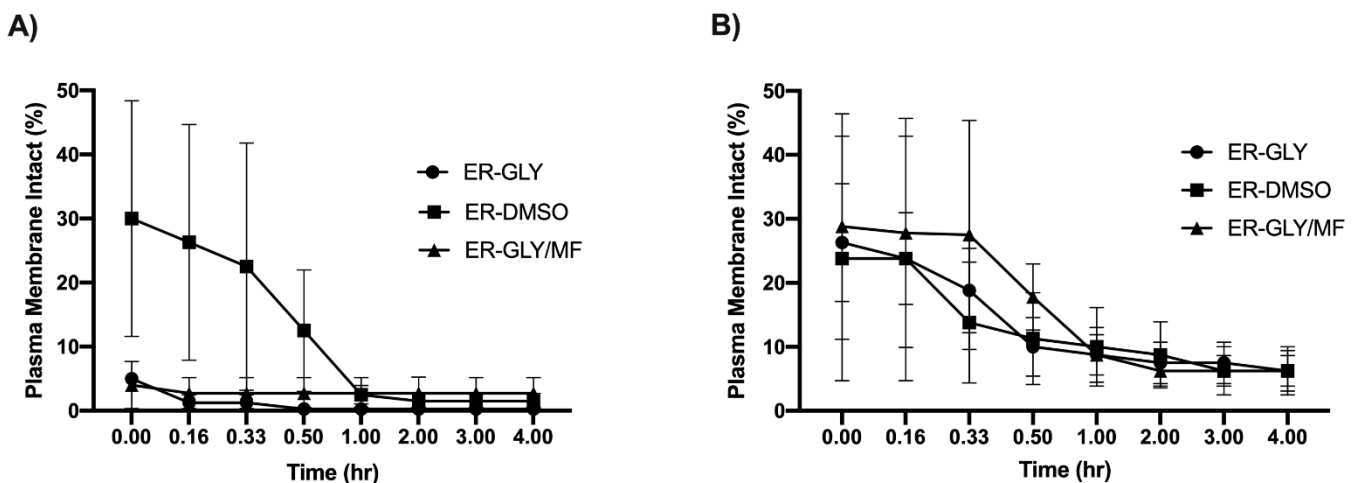 A)
Plasma Membrane Intact (%)
50
40
30
20
10
0
0.00 0.16 0.33 0.50 1.00 2.00 3.00 4.00
Time (hr)
ER-GLY
ER-DMSO
ER-GLY/MF
B)
Plasma Membrane Intact (%)
50
40
30
20
10
0
0.00 0.16 0.33 0.50 1.00 2.00 3.00 4.00
Time (hr)
ER-GLY
ER-DMSO
ER-GLY/MF